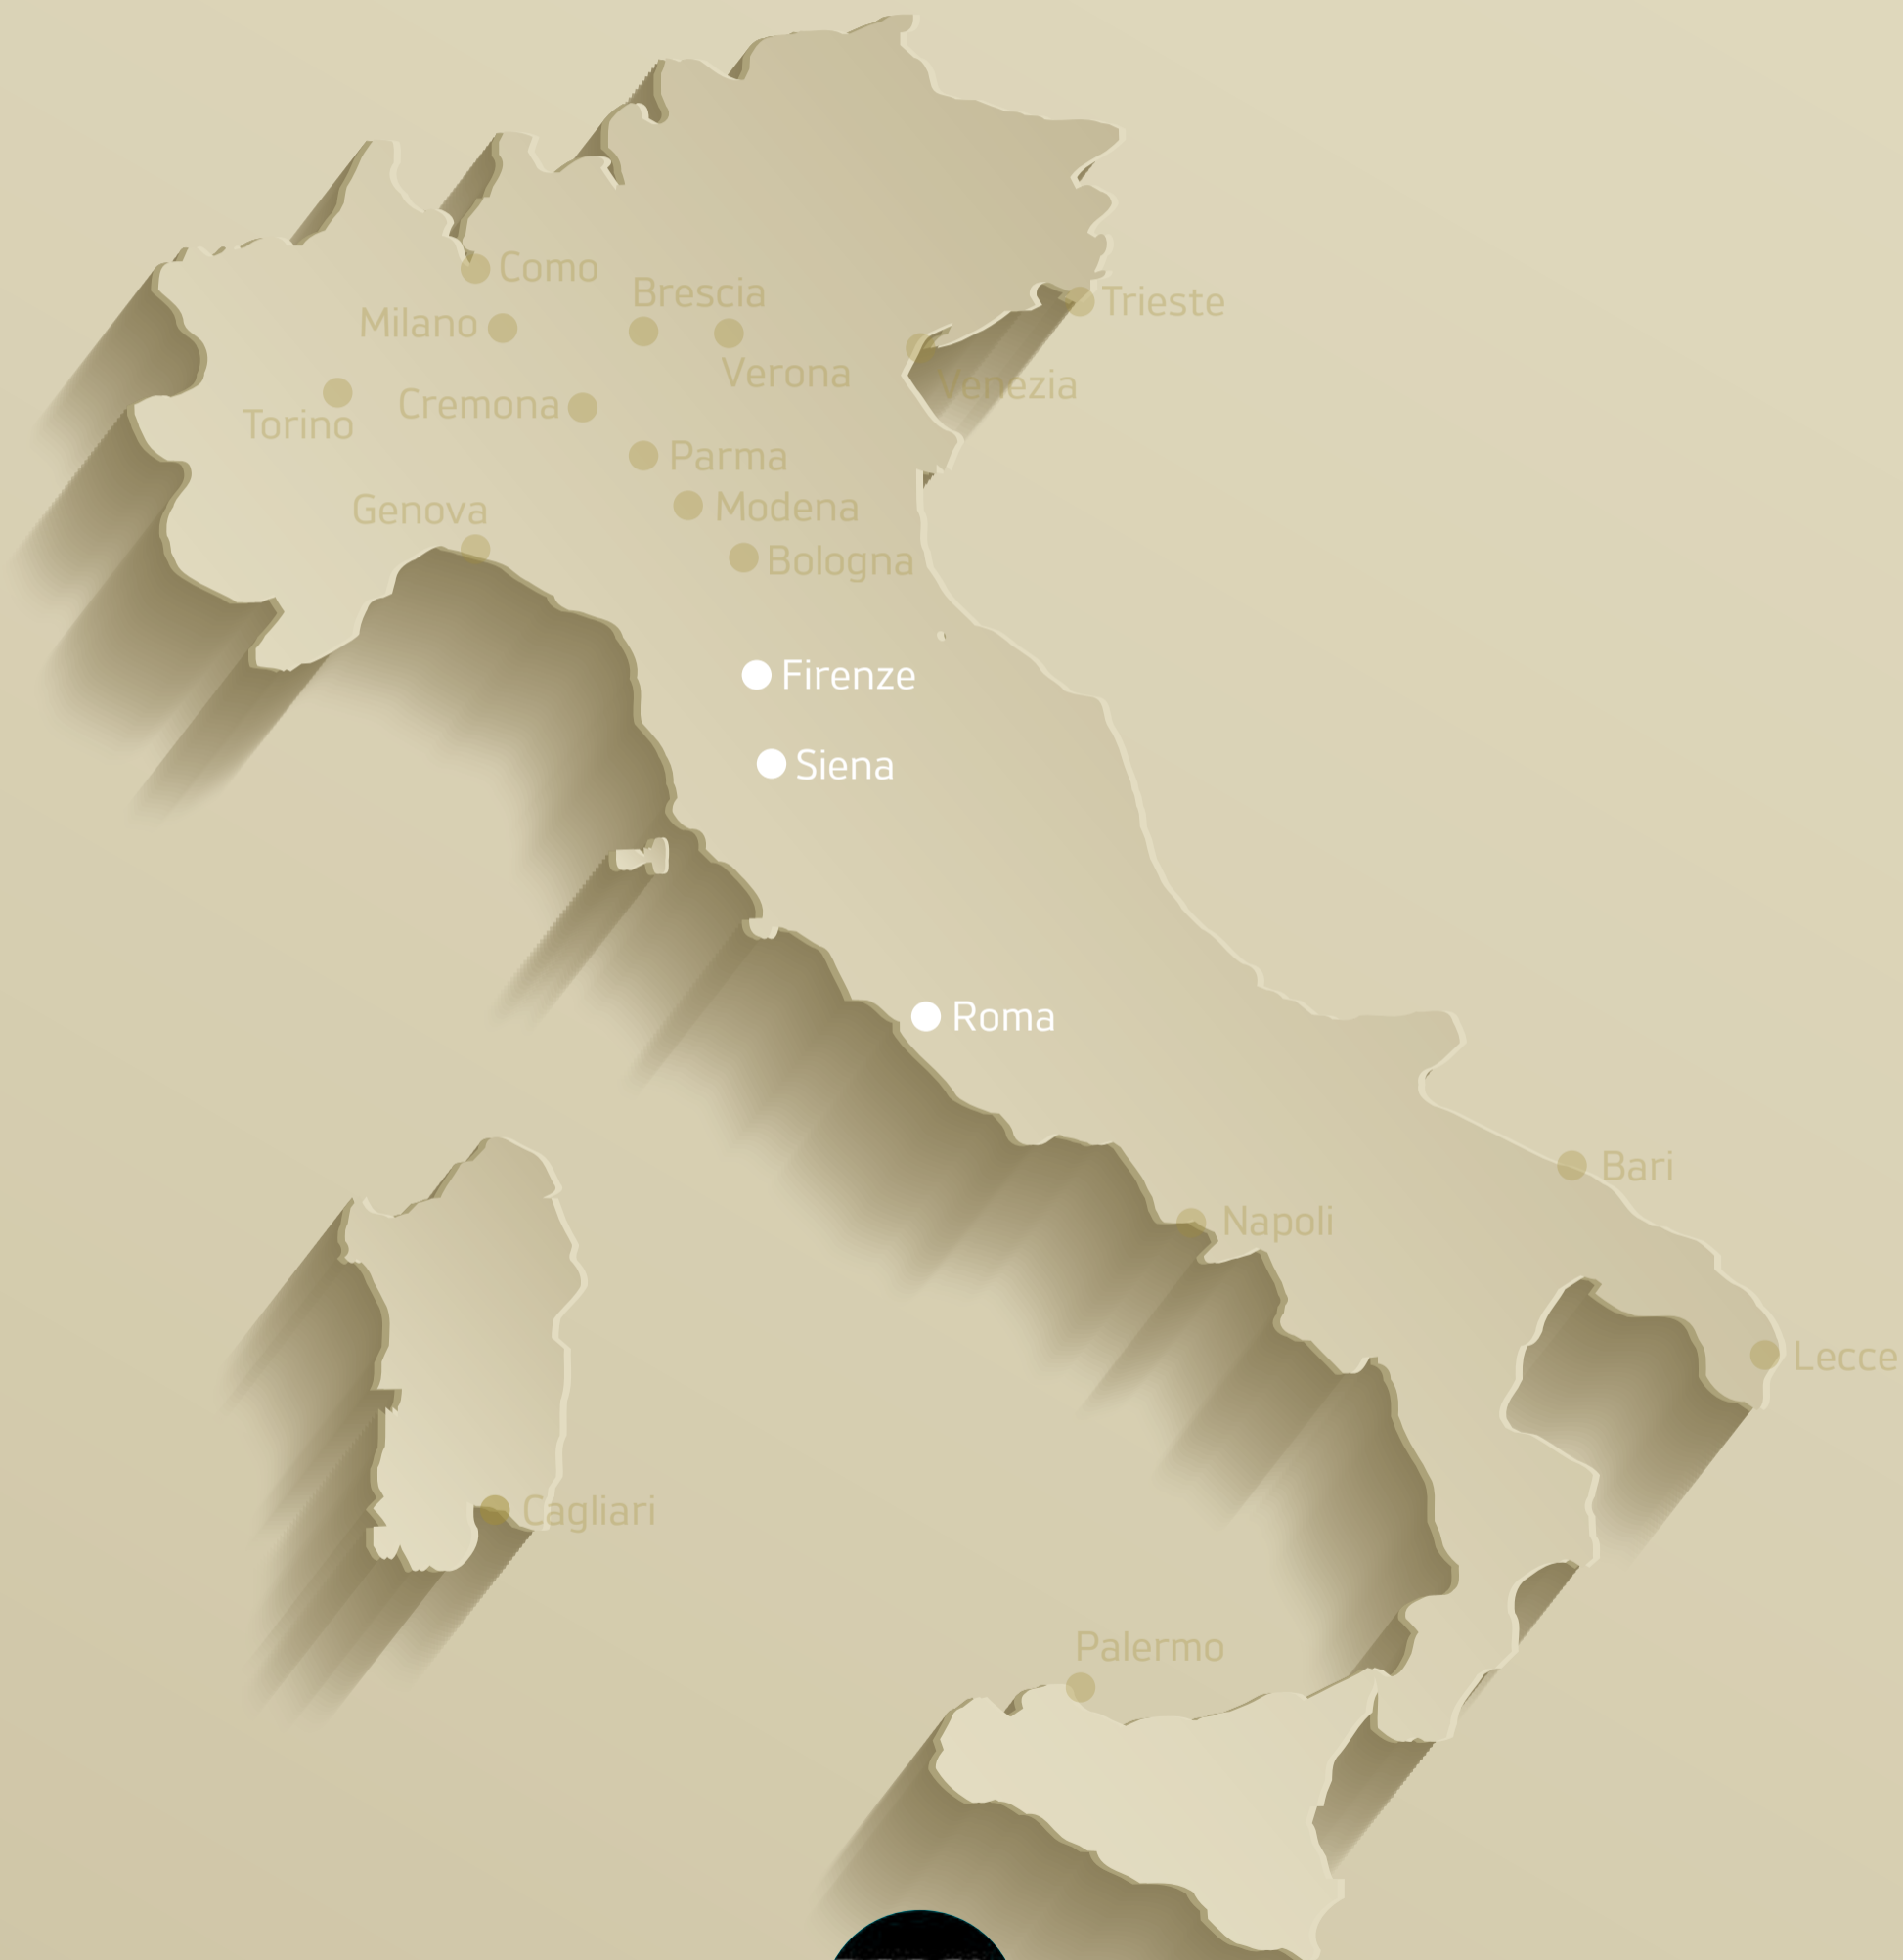 Como
Brescia
Trieste
Milano
Verona
Venezia
Cremona
Torino
Parma
Modena
Genova
Bologna
Firenze
Siena
Roma
Bari
Napoli
Lecce
Cagliari
Palermo